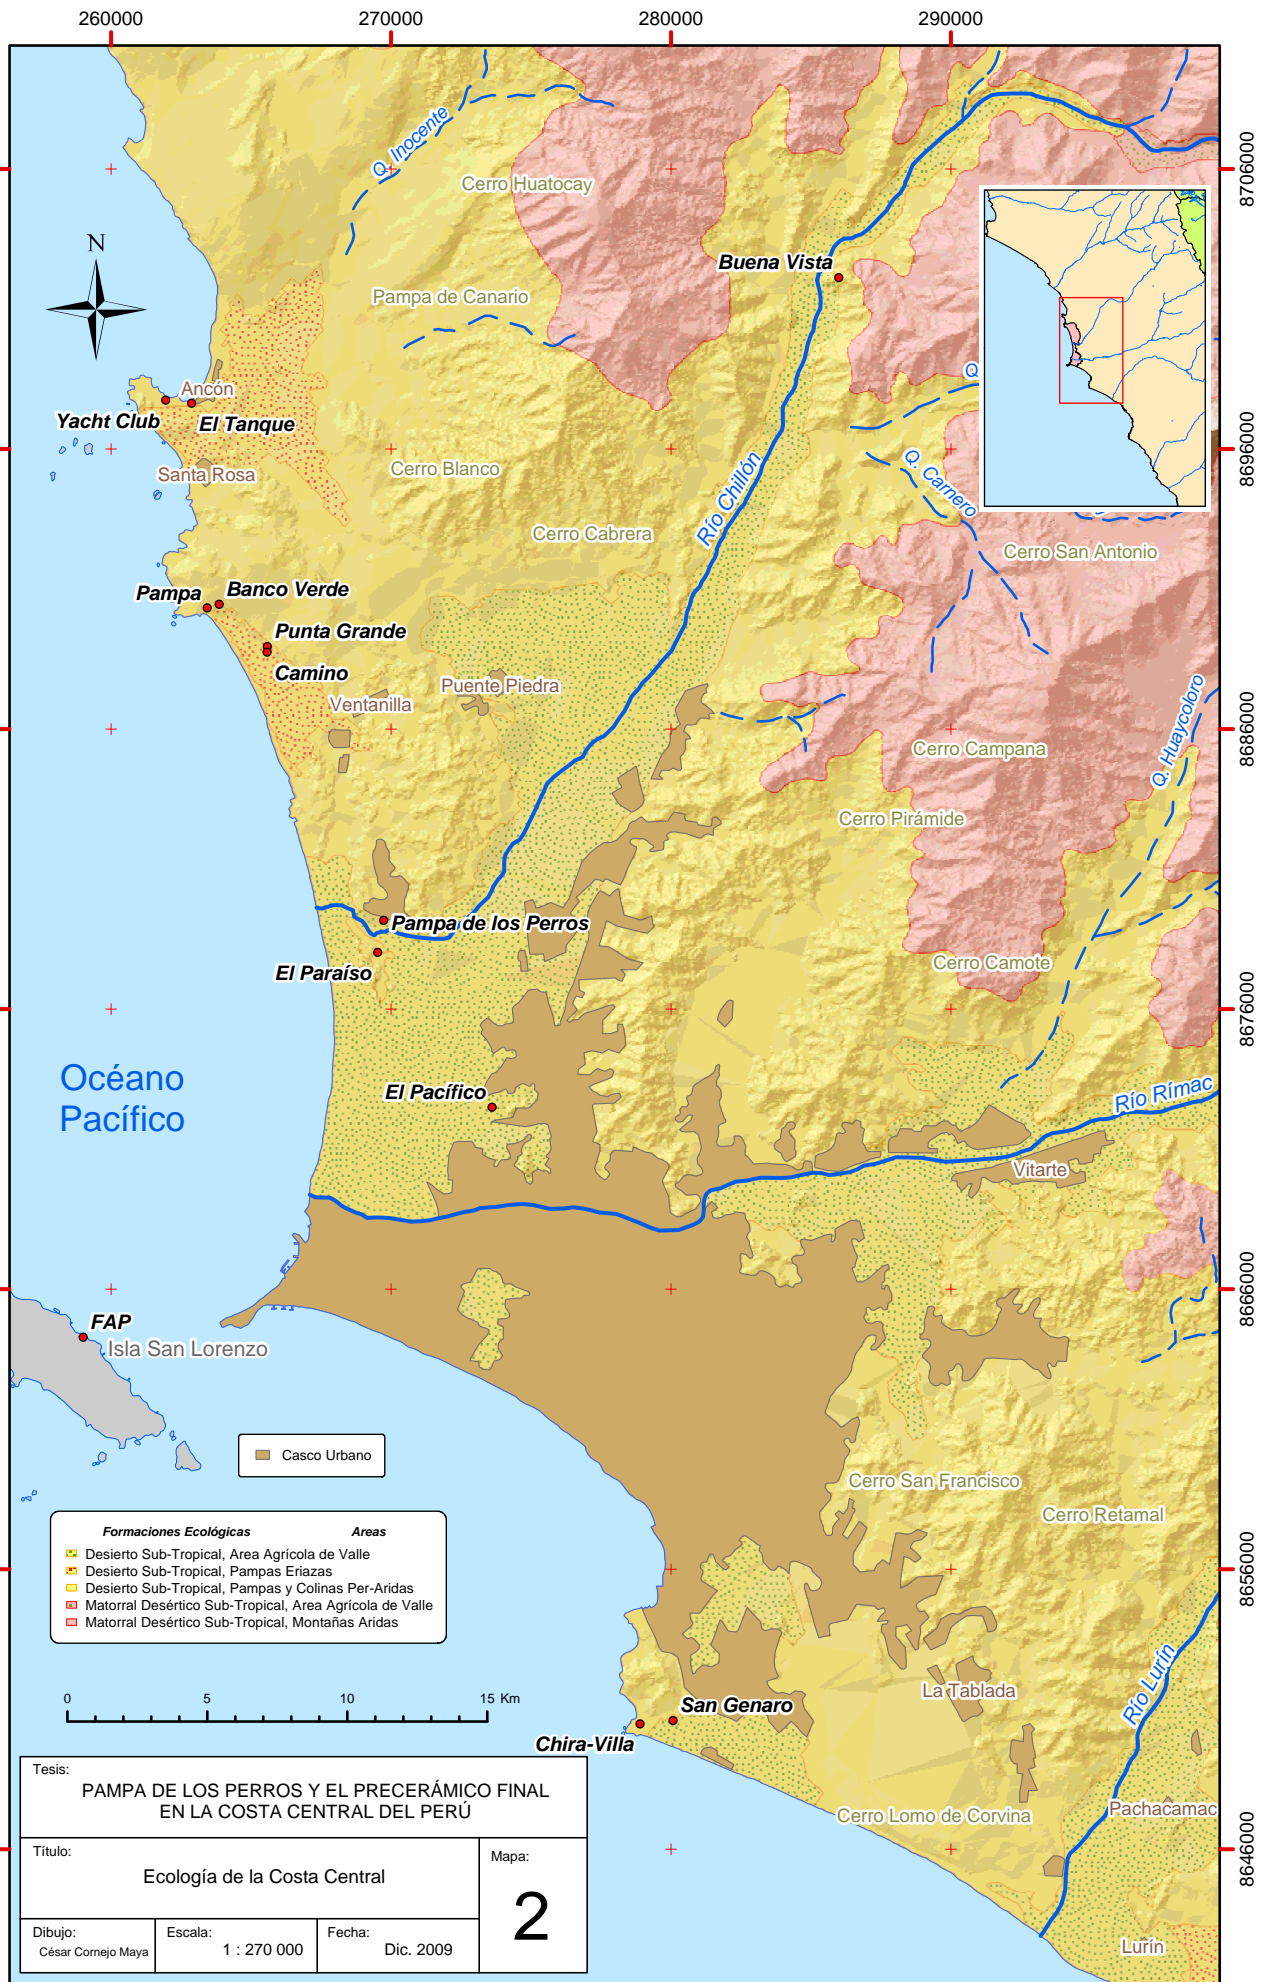 260000
270000
280000
290000
8706000
8696000
8686000
8676000
8666000
8656000
8646000
N
Q. Inocente
Cerro Huatocay
Buena Vista
Pampa de Canario
Ancón
Yacht Club
El Tanque
Santa Rosa
Cerro Blanco
Cerro Cabrera
Río Chillón
Q.
Q. Carnero
Cerro San Antonio
Pampa
Banco Verde
Punta Grande
Camino
Puente Piedra
Ventanilla
Cerro Campana
Q. Huaycoloro
Cerro Pirámide
Pampa de los Perros
El Paraíso
Cerro Camote
Océano
Pacífico
El Pacífico
Río Rímac
Vitarte
FAP
Isla San Lorenzo
Casco Urbano
Cerro San Francisco
Cerro Retamal
Formaciones Ecológicas Areas
Desierto Sub-Tropical, Area Agrícola de Valle
Desierto Sub-Tropical, Pampas Eriazas
Desierto Sub-Tropical, Pampas y Colinas Per-Aridas
Matorral Desértico Sub-Tropical, Area Agrícola de Valle
Matorral Desértico Sub-Tropical, Montañas Aridas
0 5 10 15 Km
La Tablada
Río Lurín
San Genaro
Chira-Villa
Cerro Lomo de Corvina
Pachacamac
Lurín
Tesis:
PAMPA DE LOS PERROS Y EL PRECERÁMICO FINAL
EN LA COSTA CENTRAL DEL PERÚ
Título:
Ecología de la Costa Central
Mapa:
2
Dibujo:
César Cornejo Maya
Escala:
1 : 270 000
Fecha:
Dic. 2009